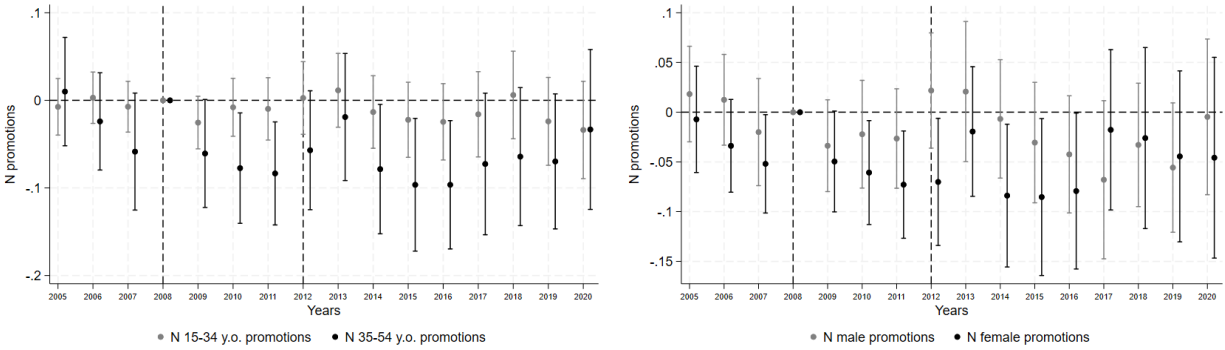 N promotions
.1
0
-.1
-.2
2005 2006 2007 2008 2009 2010 2011 2012 2013 2014 2015 2016 2017 2018 2019 2020
Years
N 15-34 y.o. promotions N 35-54 y.o. promotions
N promotions
.1
.05
0
-.05
-.1
-.15
2005 2006 2007 2008 2009 2010 2011 2012 2013 2014 2015 2016 2017 2018 2019 2020
Years
N male promotions N female promotions